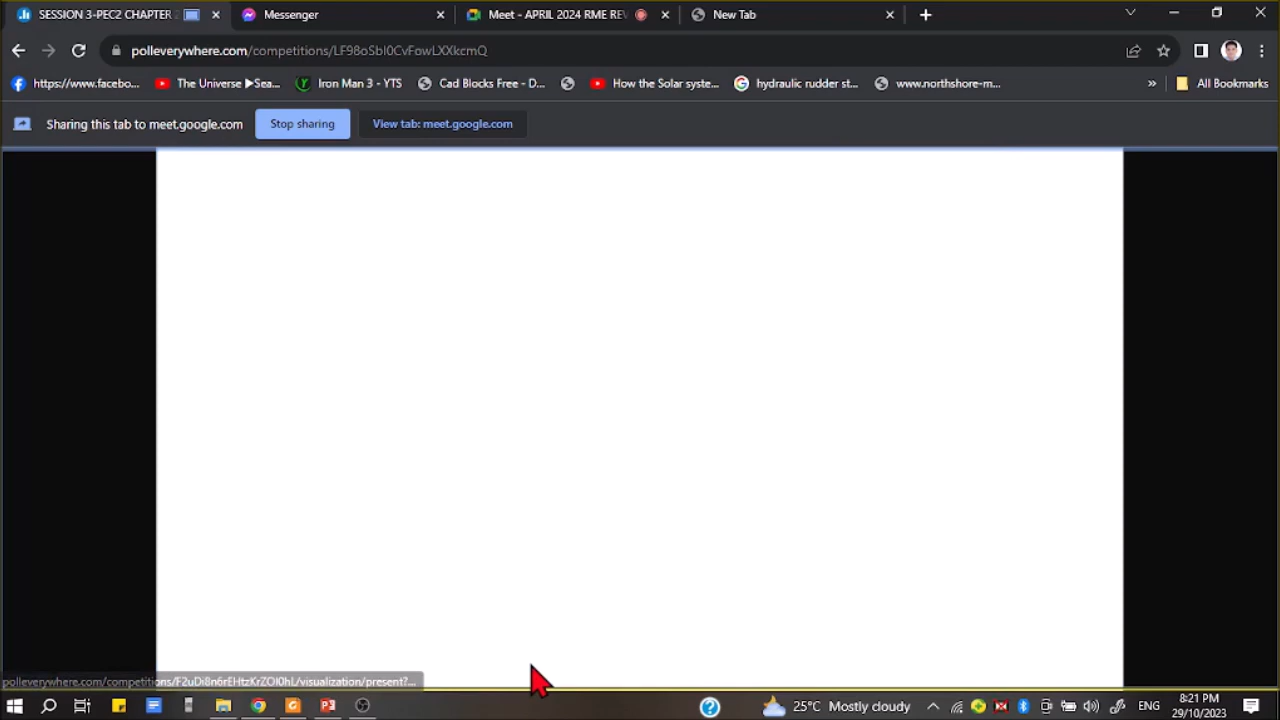 SESSION 3-PEC2 CHAPTER 2
Messenger
Meet - APRIL 2024 RME REV
New Tab
polleverywhere.com/competitions/LF98oSbI0CvFowLXXkcmQ
https://www.facebo...
The Universe ▶Sea...
Iron Man 3 - YTS
Cad Blocks Free - D...
How the Solar syste...
hydraulic rudder st...
www.northshore-m...
»
All Bookmarks
Sharing this tab to meet.google.com
Stop sharing
View tab: meet.google.com
polleverywhere.com/competitions/F2uDi8n6rEHtzKrZOI0hL/visualization/present?...
25°C Mostly cloudy
ENG
8:21 PM
29/10/2023